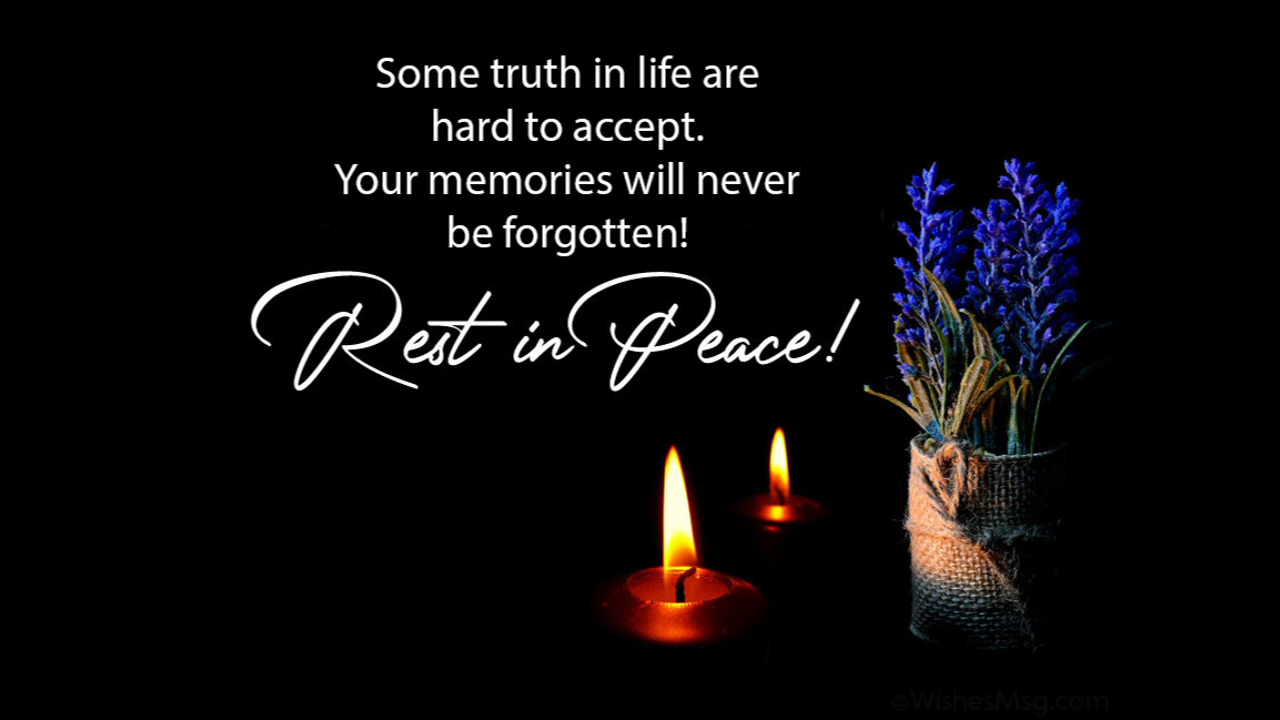 Some truth in life are
hard to accept.
Your memories will never
be forgotten!
Rest in Peace!
©WishesMsg.com